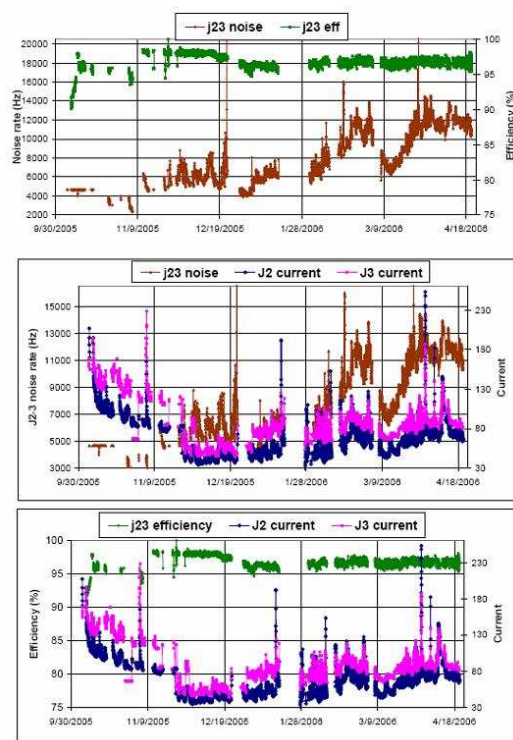 j23 noise j23 eff
20000 100
18000 95
16000
14000 90
12000
10000 85
8000
6000 80
4000
2000 75
Noise rate (Hz)
Efficiency (%)
9/30/2005 11/9/2005 12/19/2005 1/28/2006 3/9/2006 4/18/2006
j23 noise J2 current J3 current
15000 230
13000 180
11000
9000 130
7000 80
5000
3000 30
J2-3 noise rate (Hz)
Current
9/30/2005 11/9/2005 12/19/2005 1/28/2006 3/9/2006 4/18/2006
j23 efficiency J2 current J3 current
100 230
95
90 180
85 130
80 80
75 30
Efficiency (%)
Current
9/30/2005 11/9/2005 12/19/2005 1/28/2006 3/9/2006 4/18/2006